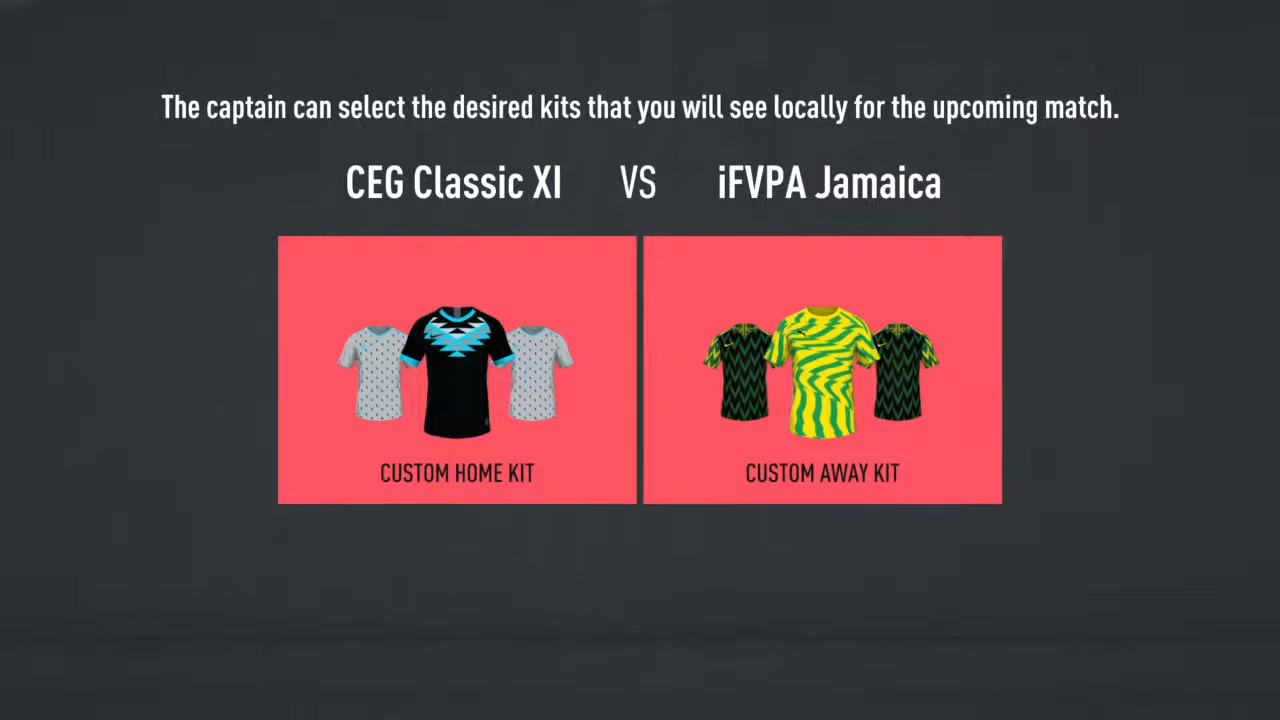 The captain can select the desired kits that you will see locally for the upcoming match.
CEG Classic XI VS iFVPA Jamaica
CUSTOM HOME KIT
CUSTOM AWAY KIT